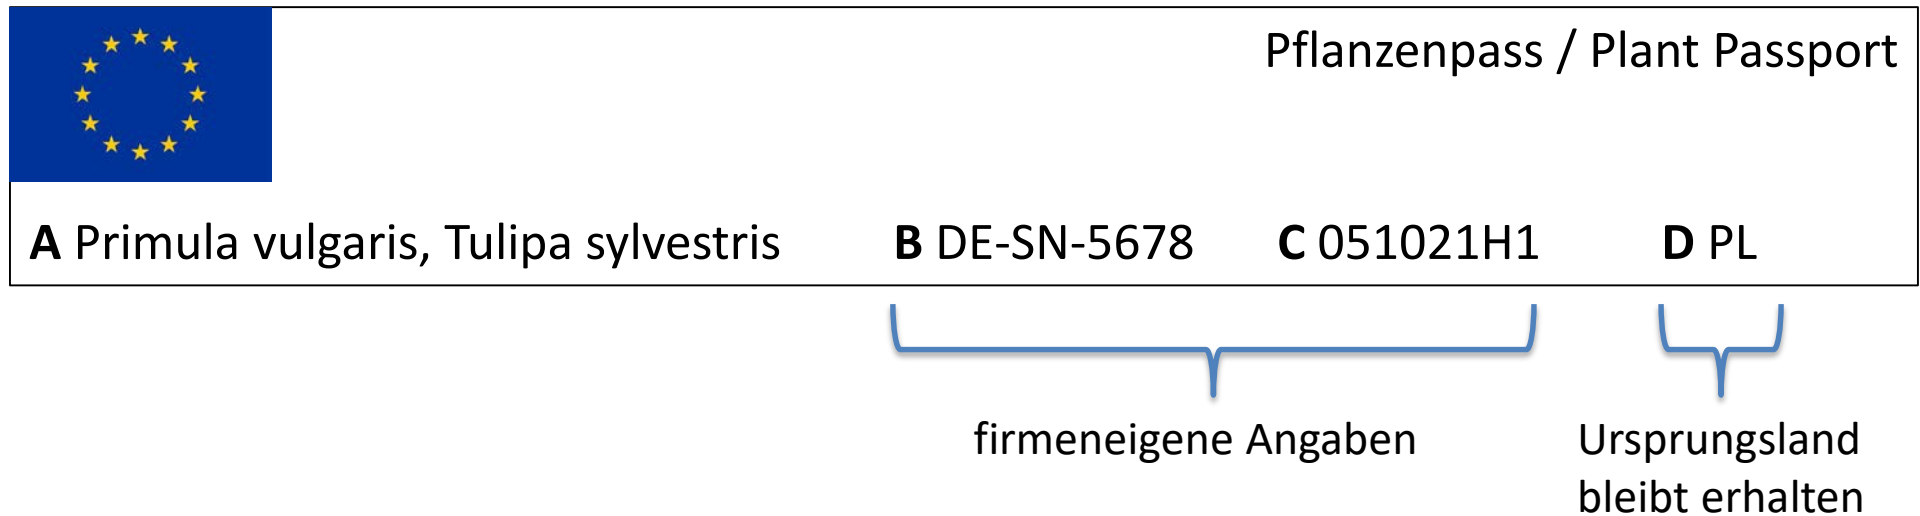 Pflanzenpass / Plant Passport
A Primula vulgaris, Tulipa sylvestris B DE-SN-5678 C 051021H1 D PL
firmeneigene Angaben
Ursprungsland
bleibt erhalten